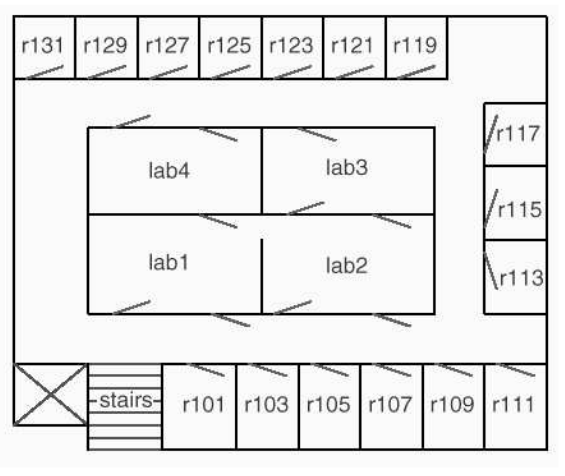 r131 r129 r127 r125 r123 r121 r119
r117
lab4 lab3
r115
lab1 lab2
r113
stairs r101 r103 r105 r107 r109 r111